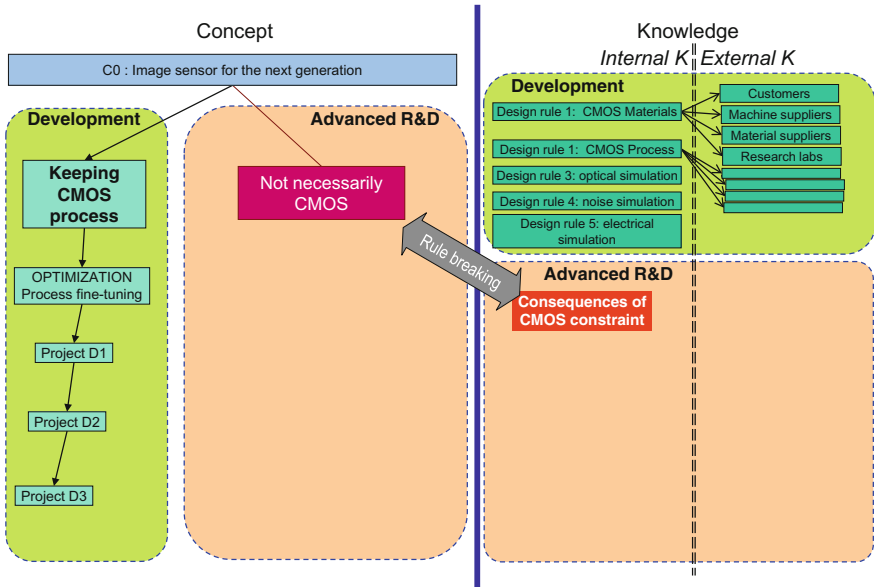 Concept
Knowledge
Internal K
External K
C0 : Image sensor for the next generation
Development
Advanced R&D
Keeping
CMOS
process
Not necessarily
CMOS
OPTIMIZATION
Process fine-tuning
Project D1
Project D2
Project D3
Rule breaking
Development
Design rule 1: CMOS Materials
Design rule 1: CMOS Process
Design rule 3: optical simulation
Design rule 4: noise simulation
Design rule 5: electrical
simulation
Customers
Machine suppliers
Material suppliers
Research labs
Advanced R&D
Consequences of
CMOS constraint